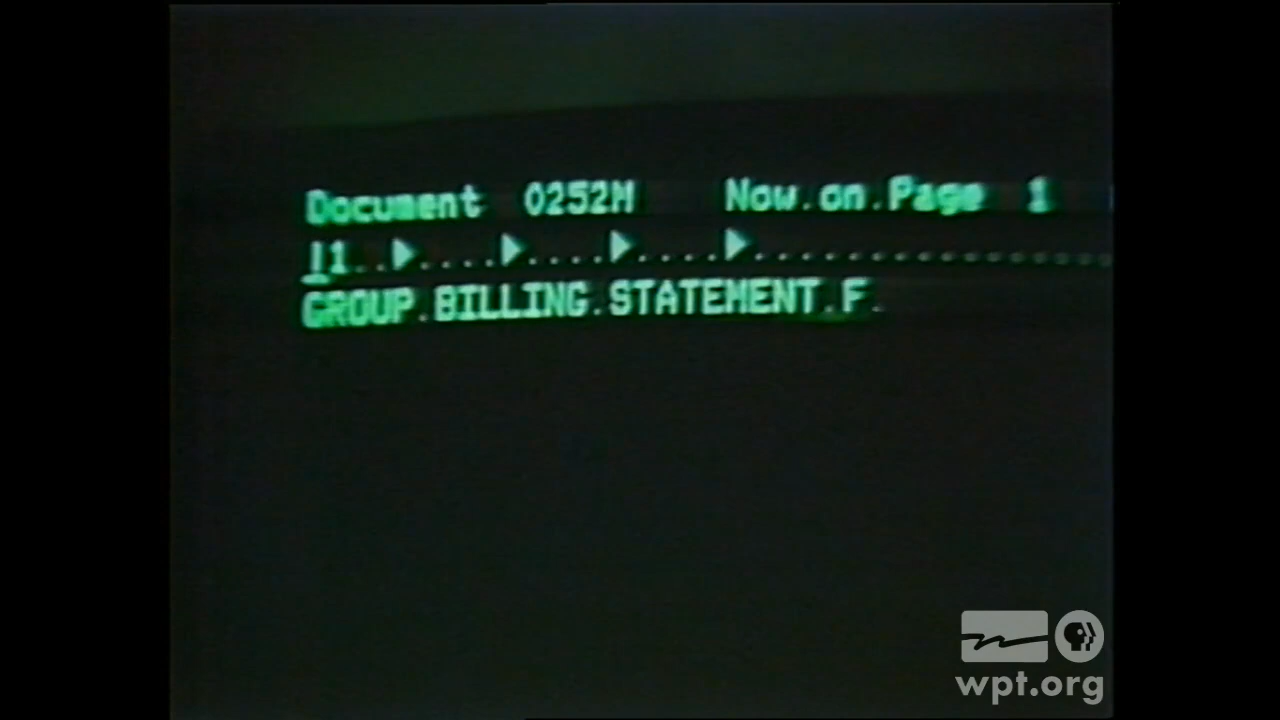 Document 0252M Now.on.Page 1
|1..►....►....►....►.................................
GROUP.BILLING.STATEMENT.F.
wpt.org